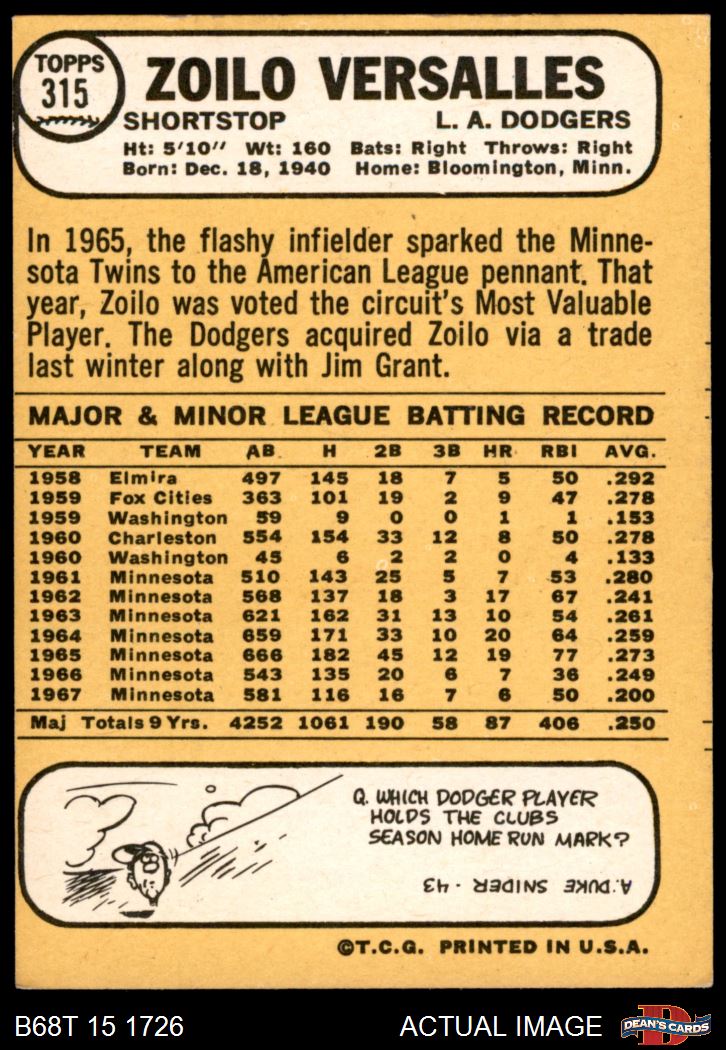 TOPPS
315
ZOILO VERSALLES
SHORTSTOP L. A. DODGERS
Ht: 5'10" Wt: 160 Bats: Right Throws: Right
Born: Dec. 18, 1940 Home: Bloomington, Minn.
In 1965, the flashy infielder sparked the Minne-
sota Twins to the American League pennant. That
year, Zoilo was voted the circuit's Most Valuable
Player. The Dodgers acquired Zoilo via a trade
last winter along with Jim Grant.
MAJOR & MINOR LEAGUE BATTING RECORD
YEAR TEAM AB H 2B 3B HR RBI AVG.
1958 Elmira 497 145 18 7 5 50 .292
1959 Fox Cities 363 101 19 2 9 47 .278
1959 Washington 59 9 0 0 1 1 .153
1960 Charleston 554 154 33 12 8 50 .278
1960 Washington 45 6 2 2 0 4 .133
1961 Minnesota 510 143 25 5 7 53 .280
1962 Minnesota 568 137 18 3 17 67 .241
1963 Minnesota 621 162 31 13 10 54 .261
1964 Minnesota 659 171 33 10 20 64 .259
1965 Minnesota 666 182 45 12 19 77 .273
1966 Minnesota 543 135 20 6 7 36 .249
1967 Minnesota 581 116 16 7 6 50 .200
Maj Totals 9 Yrs. 4252 1061 190 58 87 406 .250
Q. WHICH DODGER PLAYER
HOLDS THE CLUBS
SEASON HOME RUN MARK?
A: DUKE SNIDER - 43
©T.C.G. PRINTED IN U.S.A.
B68T 15 1726 ACTUAL IMAGE
D
DEAN'S CARDS